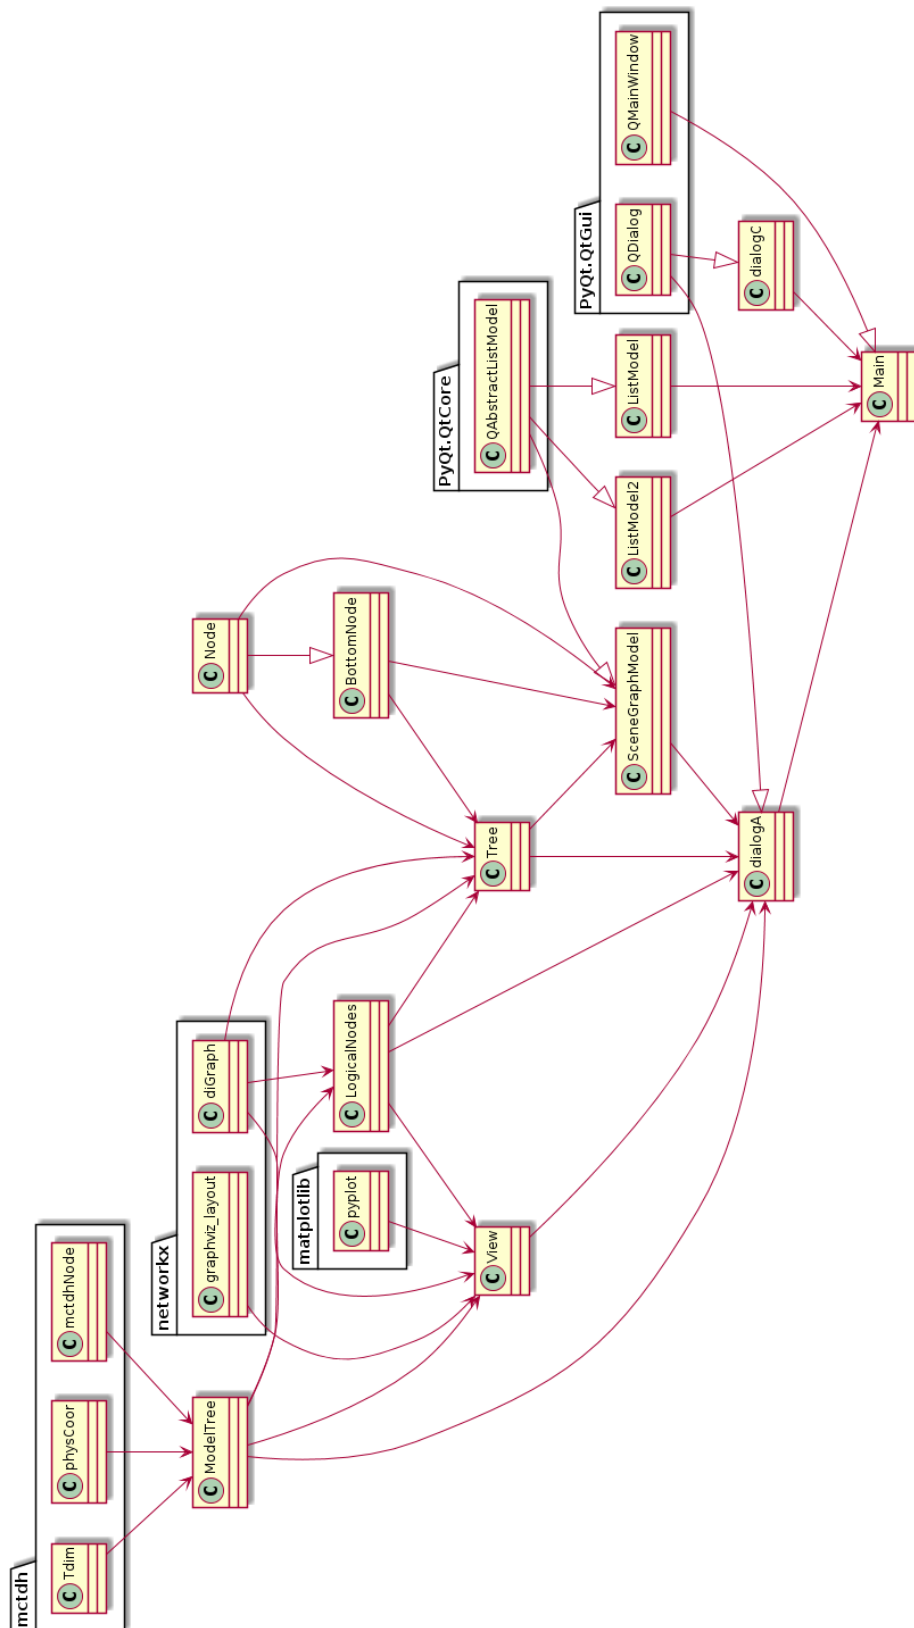 PyQt.QtGui
C QMainWindow
C QDialog
C dialogC
PyQt.QtCore
C QAbstractListModel
C ListModel
C ListModel2
C Main
C Node
C BottomNode
C SceneGraphModel
C Tree
C dialogA
networkx
C diGraph
C graphviz_layout
C LogicalNodes
matplotlib
C pyplot
C View
mctdh
C mctdhNode
C physCoor
C Tdim
C ModelTree